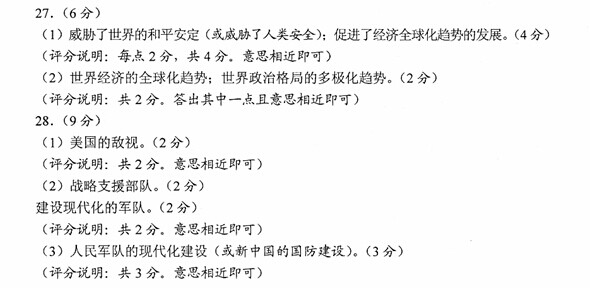 27.(6 分)
(1)威胁了世界的和平安定(或威胁了人类安全);促进了经济全球化趋势的发展。(4 分)
(评分说明:每点 2 分,共 4 分。意思相近即可)
(2)世界经济的全球化趋势;世界政治格局的多极化趋势。(2 分)
(评分说明:共 2 分。答出其中一点且意思相近即可)
28.(9 分)
(1)美国的敌视。(2 分)
(评分说明:共 2 分。意思相近即可)
(2)战略支援部队。(2 分)
建设现代化的军队。(2 分)
(评分说明:共 2 分。意思相近即可)
(3)人民军队的现代化建设(或新中国的国防建设)。(3 分)
(评分说明:共 3 分。意思相近即可)